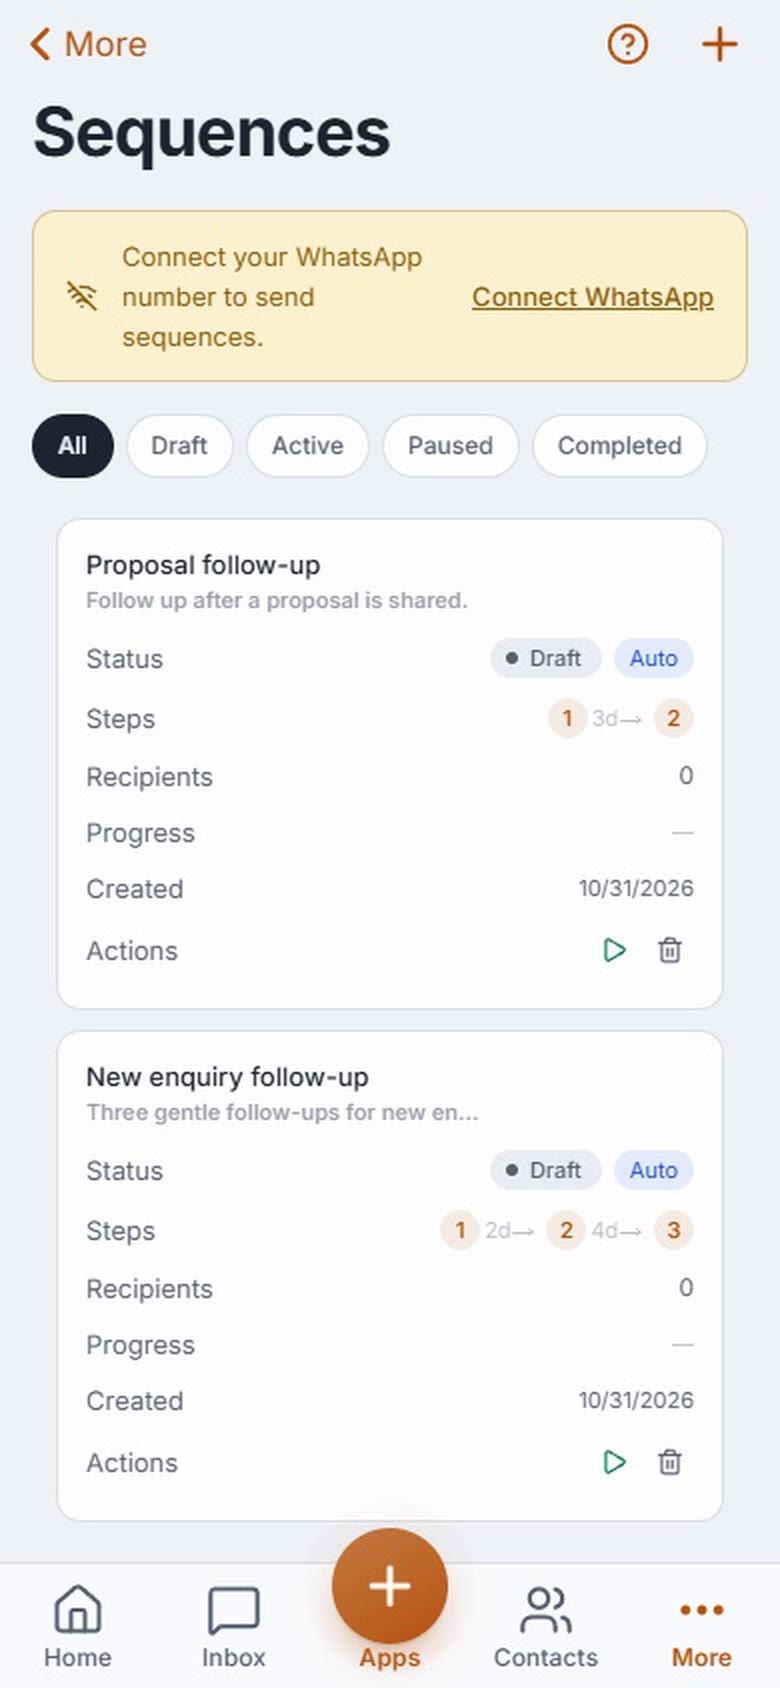 More
Sequences
Connect your WhatsApp
number to send
sequences.
Connect WhatsApp
All Draft Active Paused Completed
Proposal follow-up
Follow up after a proposal is shared.
Status Draft Auto
Steps 1 3d→ 2
Recipients 0
Progress —
Created 10/31/2026
Actions
New enquiry follow-up
Three gentle follow-ups for new en...
Status Draft Auto
Steps 1 2d→ 2 4d→ 3
Recipients 0
Progress —
Created 10/31/2026
Actions
Home Inbox Apps Contacts More